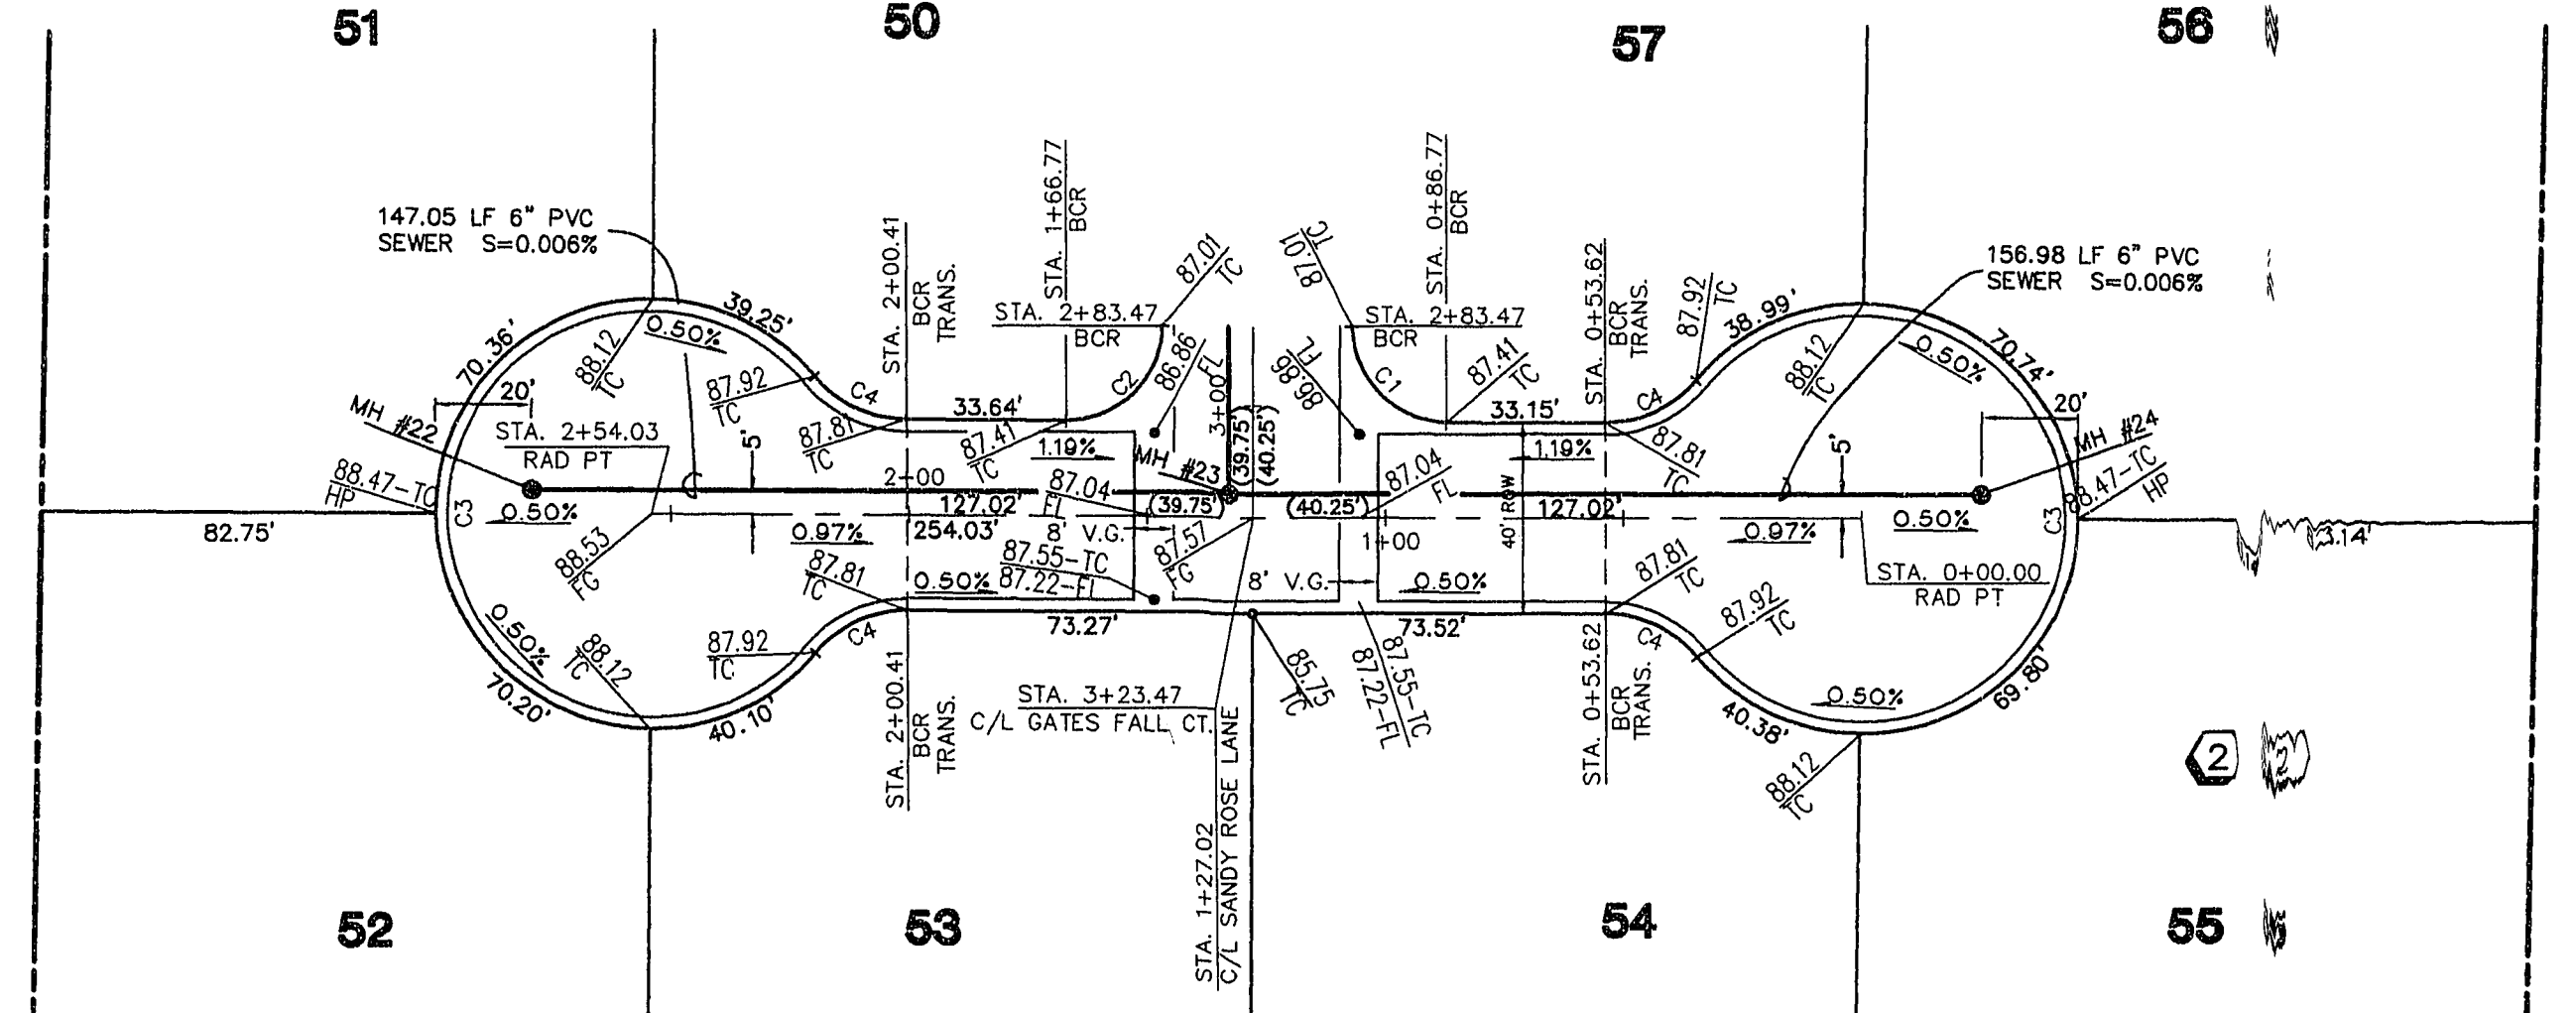 51
50
57
56
147.05 LF 6" PVC
SEWER S=0.006%
156.98 LF 6" PVC
SEWER S=0.006%
STA. 2+00.41
BCR
TRANS.
STA. 1+66.77
BCR
87.01
TC
87.01
TC
STA. 0+86.77
BCR
STA. 0+53.62
BCR
TRANS.
STA. 2+83.47
BCR
STA. 2+83.47
BCR
70.36'
39.25'
0.50%
88.12
TC
87.92
TC
C4
87.81
TC
33.64'
87.41
TC
C2
86.86
FL
3+00
86.86
FL
C1
87.41
TC
33.15'
C4
87.92
TC
38.99'
88.12
TC
0.50%
70.74'
20'
20'
MH #22
STA. 2+54.03
RAD PT
5'
1.19%
MH #23
(39.75')
(40.25')
1.19%
87.81
TC
5'
MH #24
88.47-TC
HP
88.47-TC
HP
2+00
87.04
FL
87.04
FL
82.75'
C3
0.50%
127.02'
(39.75')
(40.25')
127.02'
0.50%
C3
3.14'
88.53
FG
0.97%
254.03'
8' V.G.
87.57
FG
1+00
40' ROW
0.97%
87.81
TC
0.50%
87.55-TC
87.22-FL
8' V.G.
0.50%
87.81
TC
STA. 0+00.00
RAD PT
0.50%
88.12
TC
87.92
TC
C4
73.27'
73.52'
C4
87.92
TC
70.20'
40.10'
STA. 2+00.41
BCR
TRANS.
STA. 3+23.47
C/L GATES FALL CT.
85.75
TC
87.55-TC
87.22-FL
STA. 0+53.62
BCR
TRANS.
40.38'
0.50%
69.80'
88.12
TC
2
STA. 1+27.02
C/L SANDY ROSE LANE
52
53
54
55